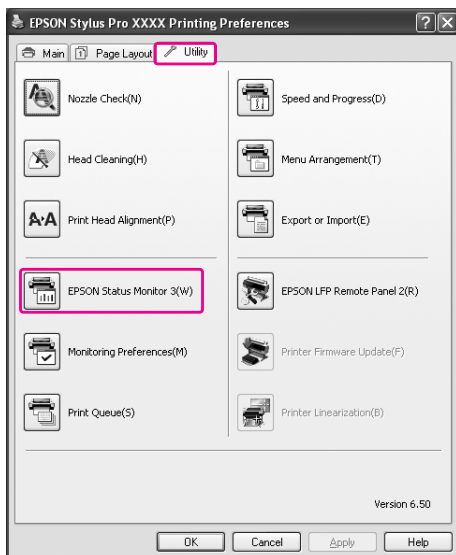 EPSON Stylus Pro XXXX Printing Preferences
Main Page Layout Utility
Nozzle Check(N)
Speed and Progress(D)
Head Cleaning(H)
Menu Arrangement(T)
A A Print Head Alignment(P)
Export or Import(E)
EPSON Status Monitor 3(W)
EPSON LFP Remote Panel 2(R)
Monitoring Preferences(M)
Printer Firmware Update(F)
Print Queue(S)
Printer Linearization(B)
Version 6.50
OK Cancel Apply Help